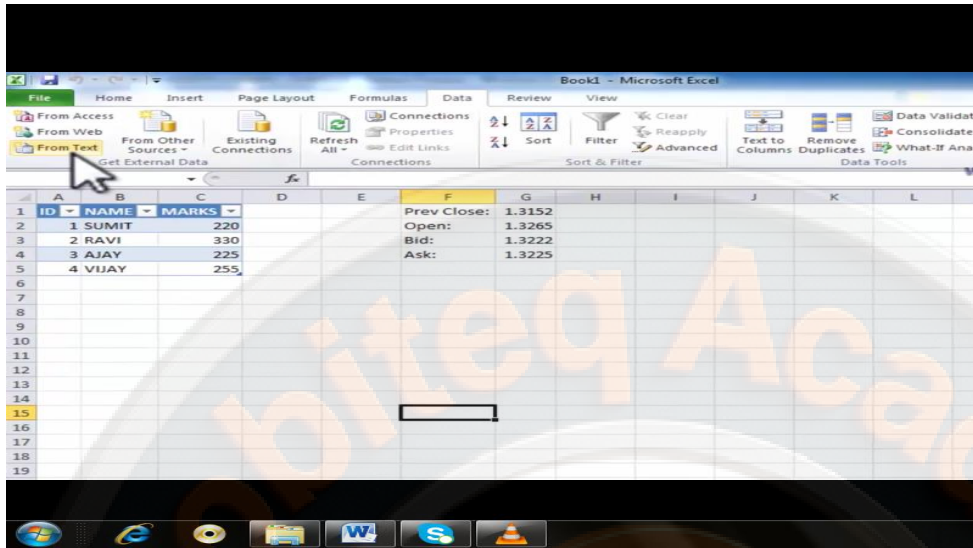 Book1 - Microsoft Excel
File Home Insert Page Layout Formulas Data Review View
From Access
From Web
From Text
From Other Sources
Existing Connections
Get External Data
Refresh All
Connections
Properties
Edit Links
Connections
Sort
Filter
Clear
Reapply
Advanced
Sort & Filter
Text to Columns
Remove Duplicates
Data Validat
Consolidate
What-If Ana
Data Tools
fx
A B C D E F G H I J K L
1 ID NAME MARKS Prev Close: 1.3152
2 1 SUMIT 220 Open: 1.3265
3 2 RAVI 330 Bid: 1.3222
4 3 AJAY 225 Ask: 1.3225
5 4 VIJAY 255
6
7
8
9
10
11
12
13
14
15
16
17
18
19
obiteq Aca